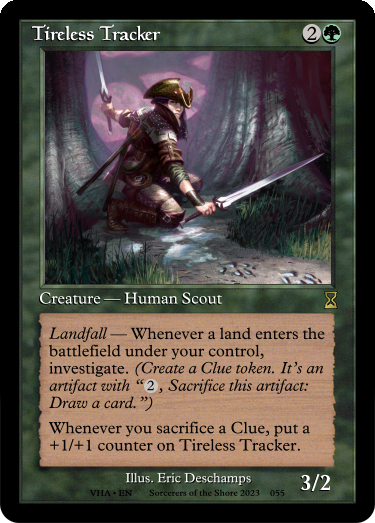 Tireless Tracker 2
Creature — Human Scout
Landfall — Whenever a land enters the
battlefield under your control,
investigate. (Create a Clue token. It's an
artifact with “2, Sacrifice this artifact:
Draw a card.”)
Whenever you sacrifice a Clue, put a
+1/+1 counter on Tireless Tracker.
Illus. Eric Deschamps
3/2
VHA • EN Sorcerers of the Shore 2023 055